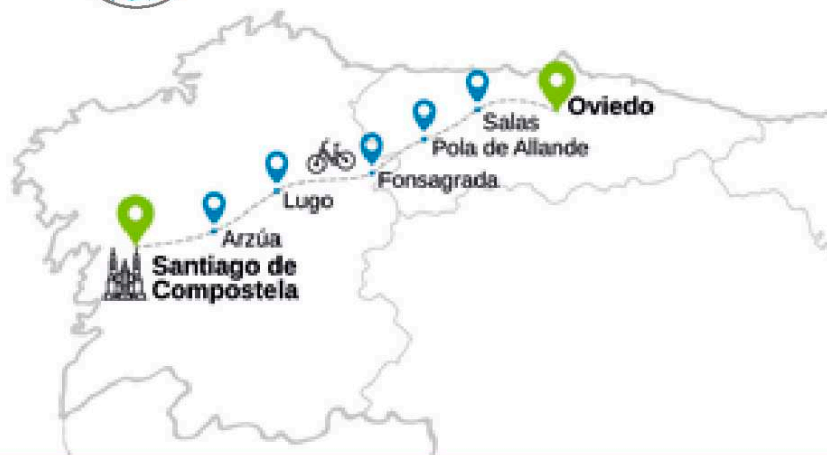 Oviedo
Salas
Pola de Allande
Fonsagrada
Lugo
Arzúa
Santiago de
Compostela